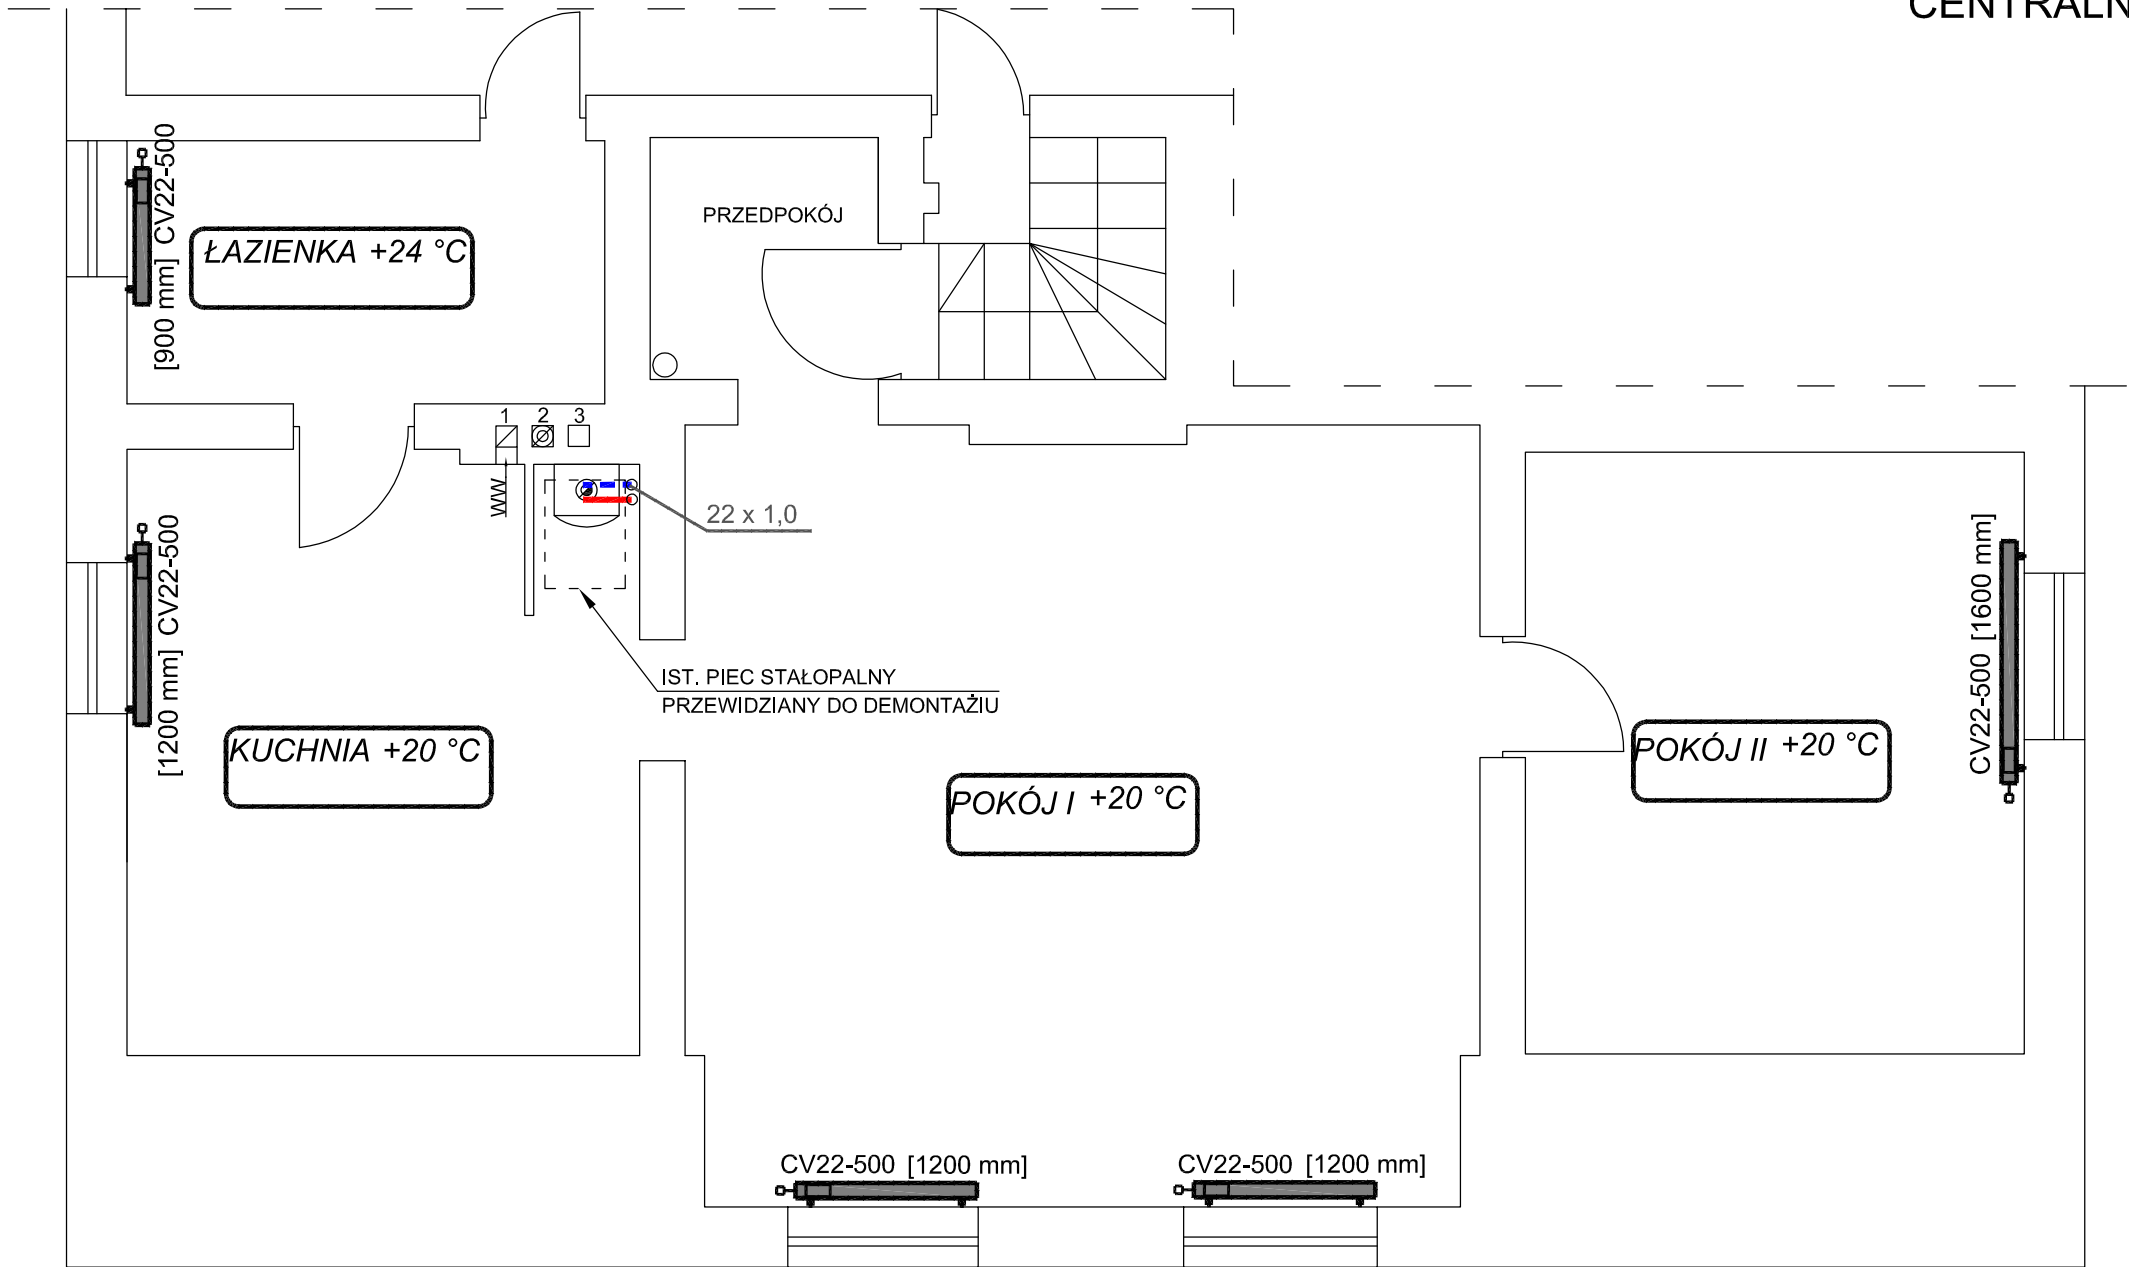 CENTRALN
[900 mm] CV22-500
ŁAZIENKA +24 °C
PRZEDPOKÓJ
1 2 3
WW
22 x 1,0
[1200 mm] CV22-500
IST. PIEC STAŁOPALNY
PRZEWIDZIANY DO DEMONTAŻIU
KUCHNIA +20 °C
POKÓJ I +20 °C
POKÓJ II +20 °C
CV22-500 [1600 mm]
CV22-500 [1200 mm]
CV22-500 [1200 mm]